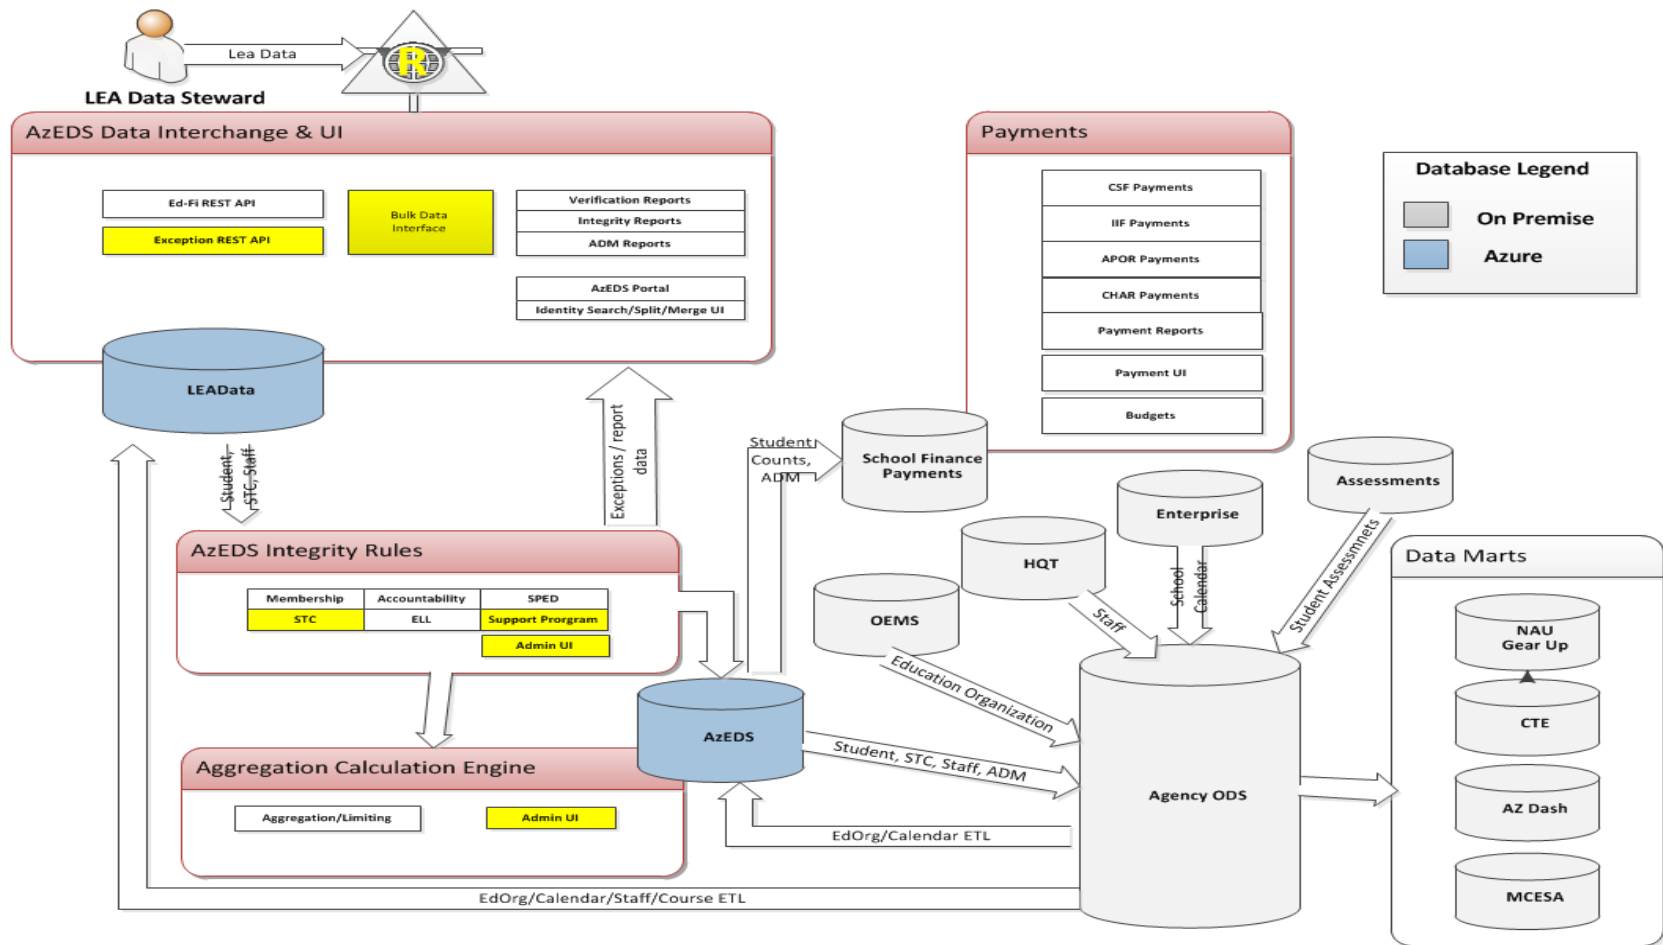 Lea Data
R
LEA Data Steward
AzEDS Data Interchange & UI
Ed-Fi REST API
Exception REST API
Bulk Data
Interface
Verification Reports
Integrity Reports
ADM Reports
AzEDS Portal
Identity Search/Split/Merge UI
LEAData
Payments
CSF Payments
IIF Payments
APOR Payments
CHAR Payments
Payment Reports
Payment UI
Budgets
Database Legend
On Premise
Azure
Student,
STC, Staff
Exceptions / report
data
Student
Counts,
ADM
School Finance
Payments
Enterprise
Assessments
HQT
OEMS
School
Calendar
Staff
Student Assessmnets
Education Organization
AzEDS Integrity Rules
Membership
Accountability
SPED
STC
ELL
Support Prorgram
Admin UI
AzEDS
Student, STC, Staff, ADM
Agency ODS
Aggregation Calculation Engine
Aggregation/Limiting
Admin UI
EdOrg/Calendar ETL
EdOrg/Calendar/Staff/Course ETL
Data Marts
NAU
Gear Up
CTE
AZ Dash
MCESA